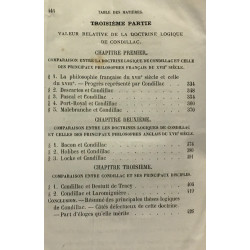 TABLE DES MATIÈRES.
TROISIÈME PARTIE
VALEUR RELATIVE DE LA DOCTRINE LOGIQUE
DE CONDILLAC.
CHAPITRE PREMIER.
COMPARAISON ENTRE LA DOCTRINE LOGIQUE DE CONDILLAC ET CELLE
DES PRINCIPAUX PHILOSOPHES FRANÇAIS DU XVIIe SIÈCLE.
§ 1. La philosophie française du XVIIe siècle et celle
du XVIIIe. — Progrès représenté par Condillac
§ 2. Descartes et Condillac
§ 3. Pascal et Condillac
§ 4. Port-Royal et Condillac
§ 5. Malebranche et Condillac
CHAPITRE DEUXIÈME.
COMPARAISON ENTRE LES DOCTRINES LOGIQUES DE CONDILLAC
ET CELLES DES PRINCIPAUX PHILOSOPHES ANGLAIS DU XVIIe SIÈCLE.
§ 1. Bacon et Condillac
§ 2. Hobbes et Condillac
§ 3. Locke et Condillac
CHAPITRE TROISIÈME.
COMPARAISON ENTRE CONDILLAC ET SES PRINCIPAUX DISCIPLES.
§ 1. Condillac et Destutt de Tracy
§ 2. Condillac et Laromiguière
CONCLUSION. — Résumé des principales thèses logiques
de Condillac. — Côtés défectueux de cette doctrine.
— Part d'éloges qu'elle mérite